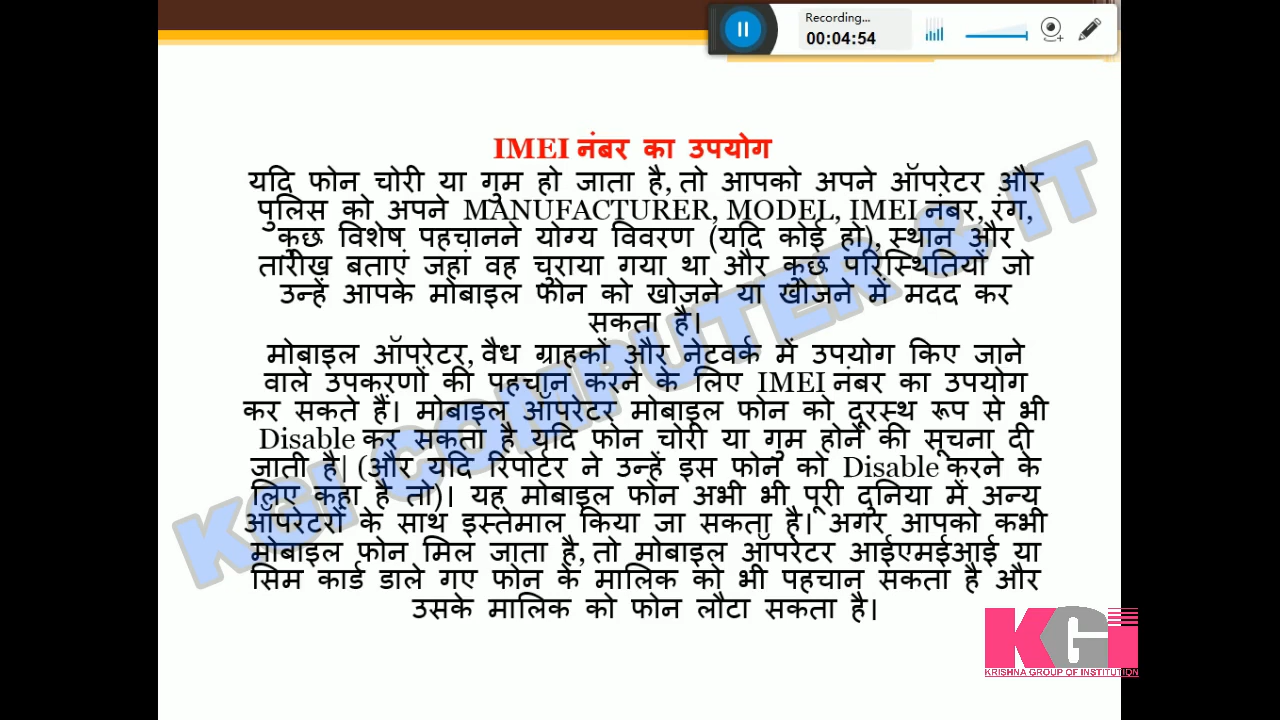 Recording...
00:04:54
IMEI नंबर का उपयोग
यदि फोन चोरी या गुम हो जाता है, तो आपको अपने ऑपरेटर और
पुलिस को अपने MANUFACTURER, MODEL, IMEI नंबर, रंग,
कुछ विशेष पहचानने योग्य विवरण (यदि कोई हो), स्थान और
तारीख बताएं जहां वह चुराया गया था और कुछ परिस्थितियों जो
उन्हें आपके मोबाइल फोन को खोजने या खोजने में मदद कर
सकता है।
मोबाइल ऑपरेटर, वैध ग्राहकों और नेटवर्क में उपयोग किए जाने
वाले उपकरणों की पहचान करने के लिए IMEI नंबर का उपयोग
कर सकते हैं। मोबाइल ऑपरेटर मोबाइल फोन को दूरस्थ रूप से भी
Disable कर सकता है यदि फोन चोरी या गुम होने की सूचना दी
जाती है| (और यदि रिपोर्टर ने उन्हें इस फोन को Disable करने के
लिए कहा है तो)। यह मोबाइल फोन अभी भी पूरी दुनिया में अन्य
ऑपरेटरों के साथ इस्तेमाल किया जा सकता है। अगर आपको कभी
मोबाइल फोन मिल जाता है, तो मोबाइल ऑपरेटर आईएमईआई या
सिम कार्ड डाले गए फोन के मालिक को भी पहचान सकता है और
उसके मालिक को फोन लौटा सकता है।
KGI COMPUTER & IT
KGI
KRISHNA GROUP OF INSTITUTION